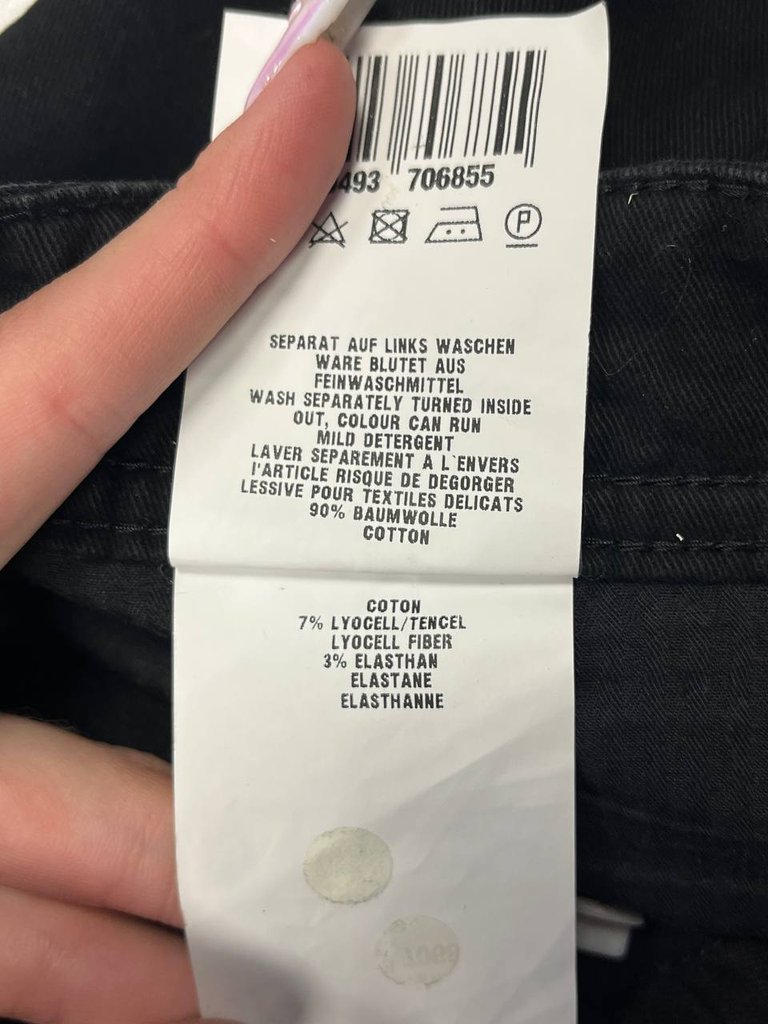 493 706855
P
SEPARAT AUF LINKS WASCHEN
WARE BLUTET AUS
FEINWASCHMITTEL
WASH SEPARATELY TURNED INSIDE
OUT, COLOUR CAN RUN
MILD DETERGENT
LAVER SEPAREMENT A L`ENVERS
l'ARTICLE RISQUE DE DEGORGER
LESSIVE POUR TEXTILES DELICATS
90% BAUMWOLLE
COTTON
COTON
7% LYOCELL/TENCEL
LYOCELL FIBER
3% ELASTHAN
ELASTANE
ELASTHANNE